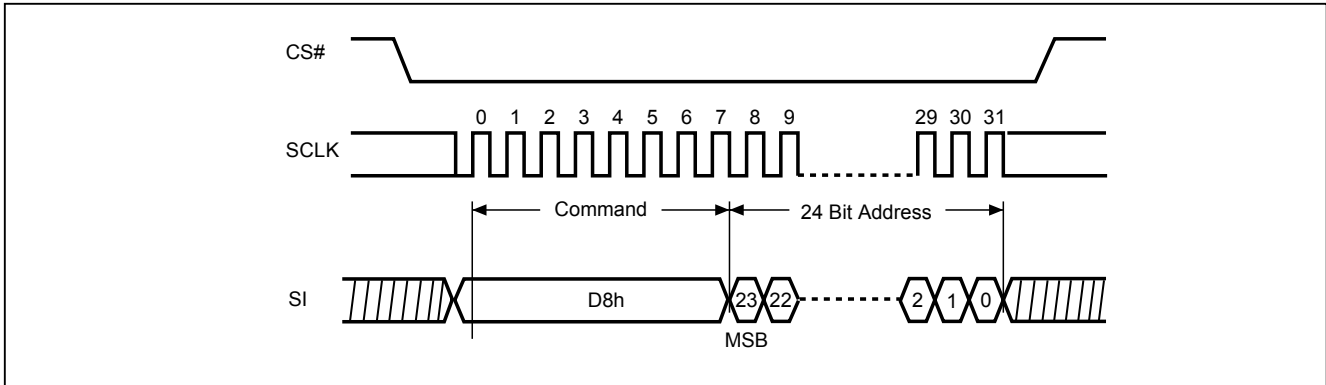 CS#
0 1 2 3 4 5 6 7 8 9 29 30 31
SCLK
Command 24 Bit Address
SI D8h 23 22 2 1 0
MSB